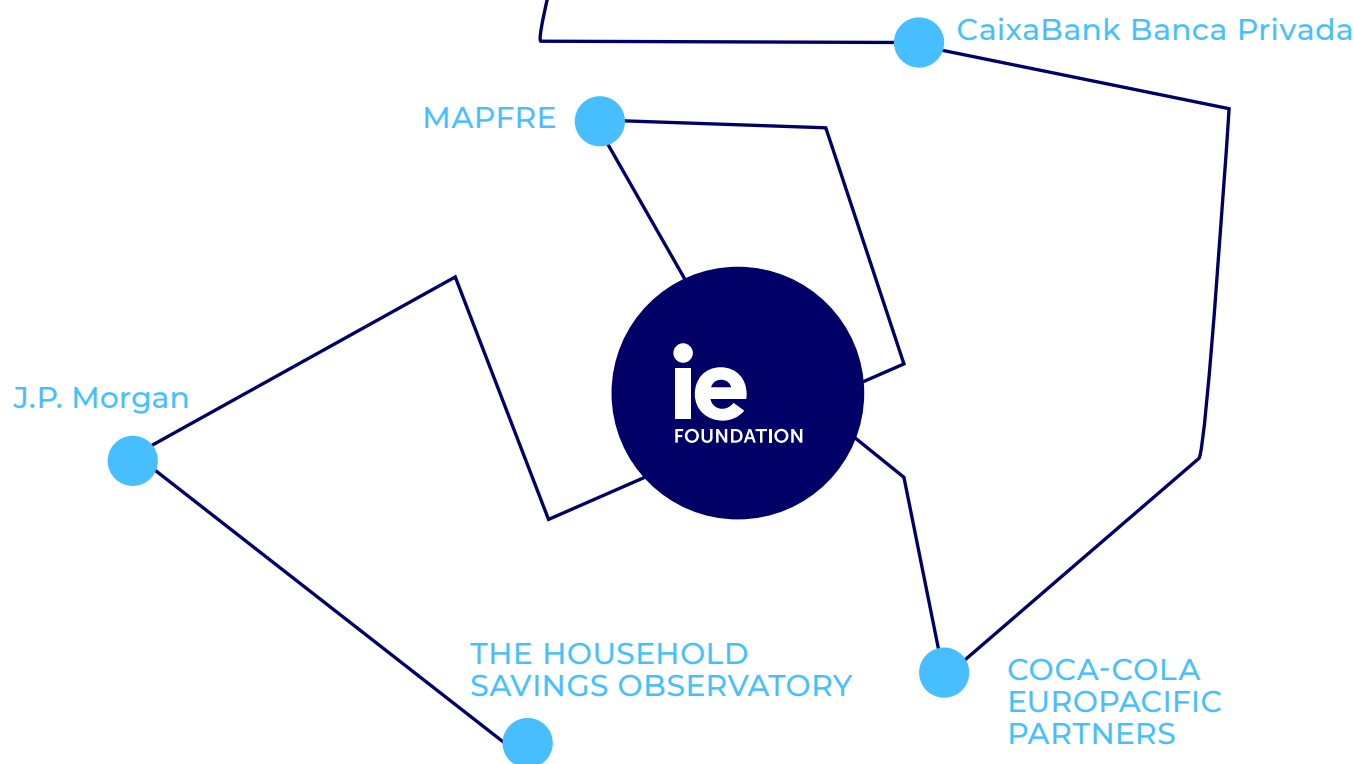 CaixaBank Banca Privada
MAPFRE
ie
FOUNDATION
J.P. Morgan
THE HOUSEHOLD
SAVINGS OBSERVATORY
COCA-COLA
EUROPACIFIC
PARTNERS